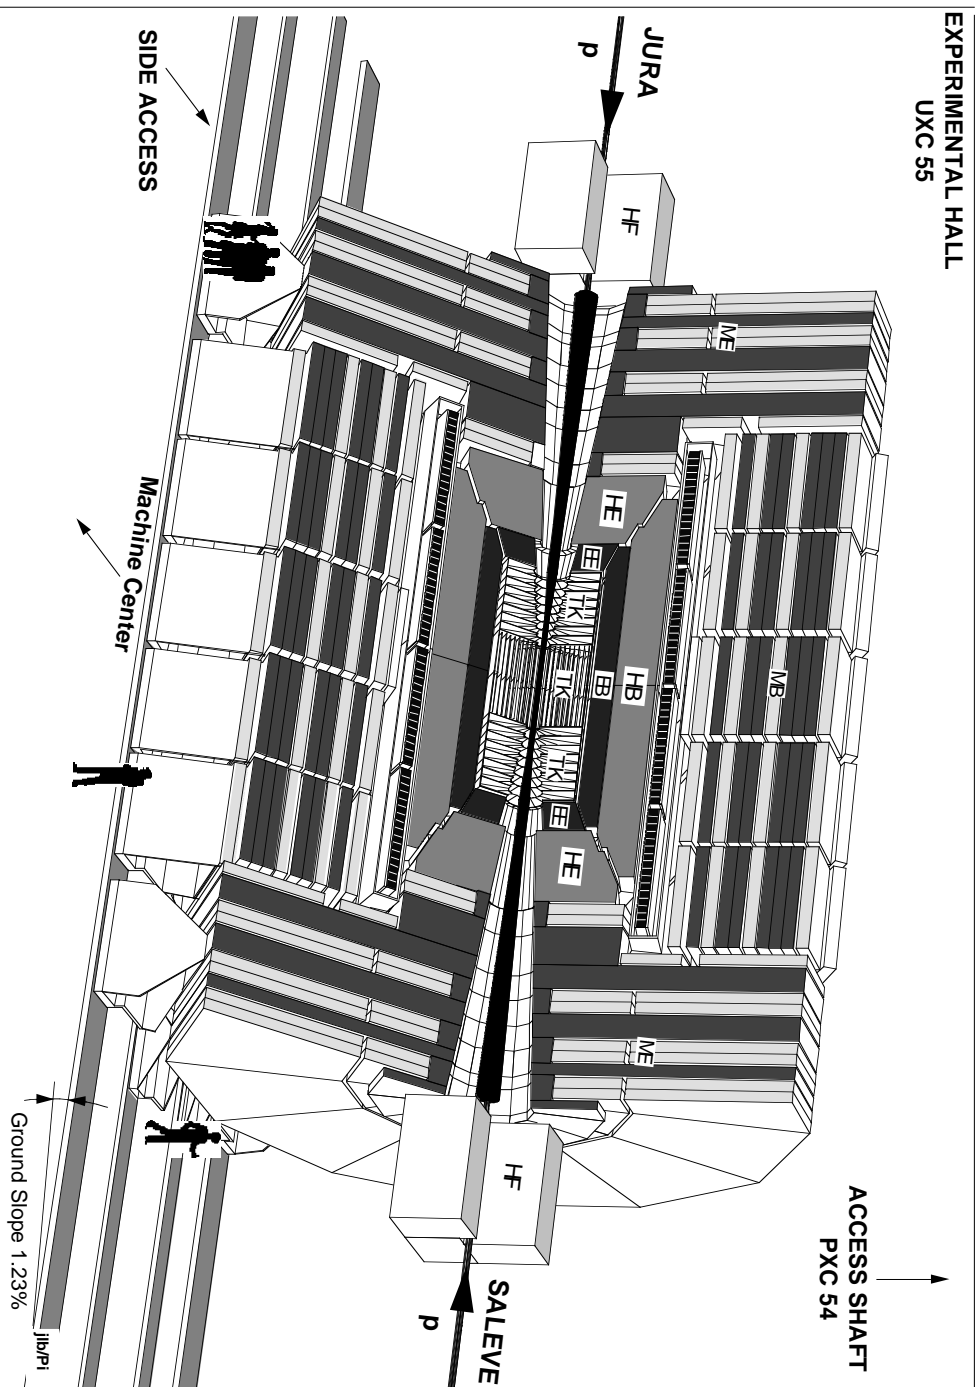 EXPERIMENTAL HALL
UXC 55
ACCESS SHAFT
PXC 54
JURA
p
HF
ME
MB
HE
EE
TK
HB
EB
TK
TK
EE
HE
ME
HF
SALEVE
p
SIDE ACCESS
Machine Center
Ground Slope 1.23%
jlb/Pi